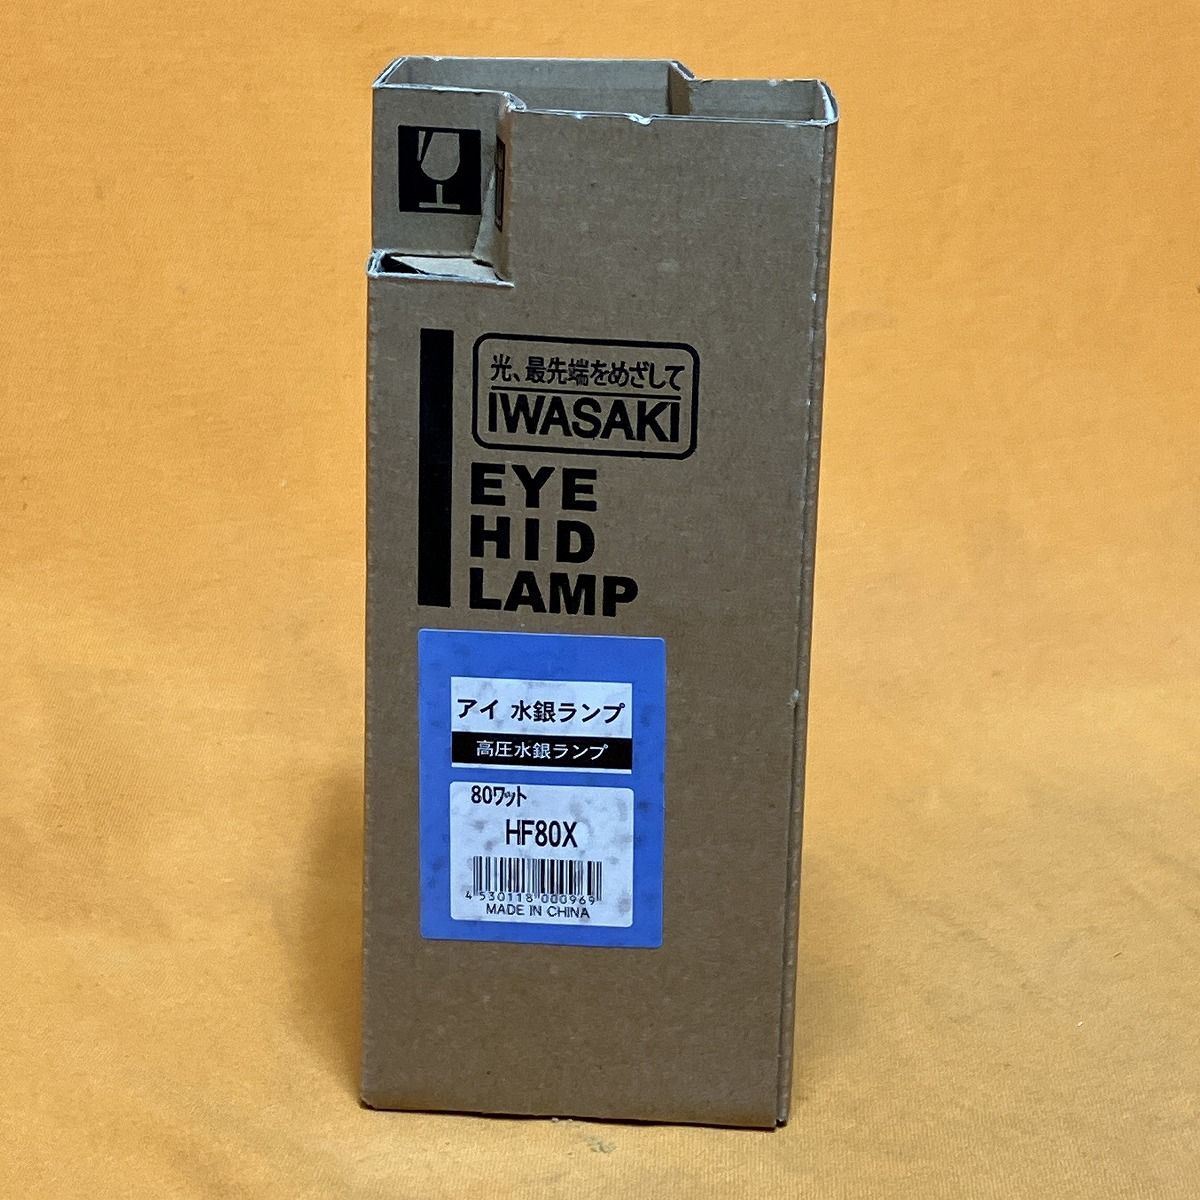 光、最先端をめざして
IWASAKI
EYE
HID
LAMP
アイ 水銀ランプ
高圧水銀ランプ
80ワット
HF80X
4 530118 000969
MADE IN CHINA